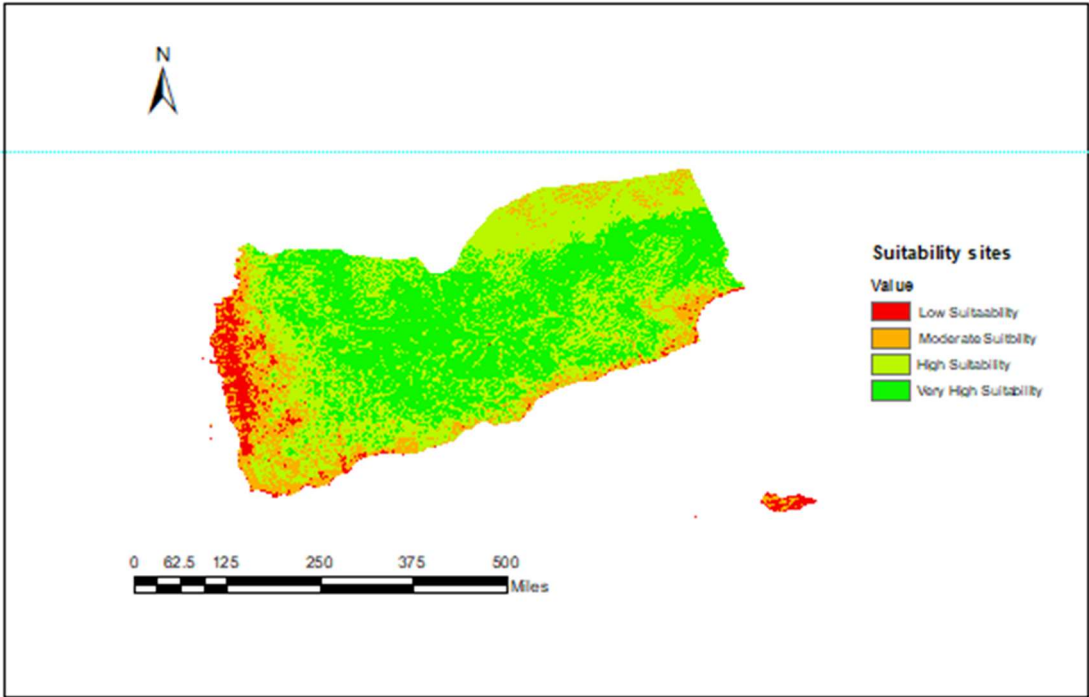 N
Suitability sites
Value
Low Suitaability
Moderate Suitbility
High Suitability
Very High Suitability
0 62.5 125 250 375 500
Miles